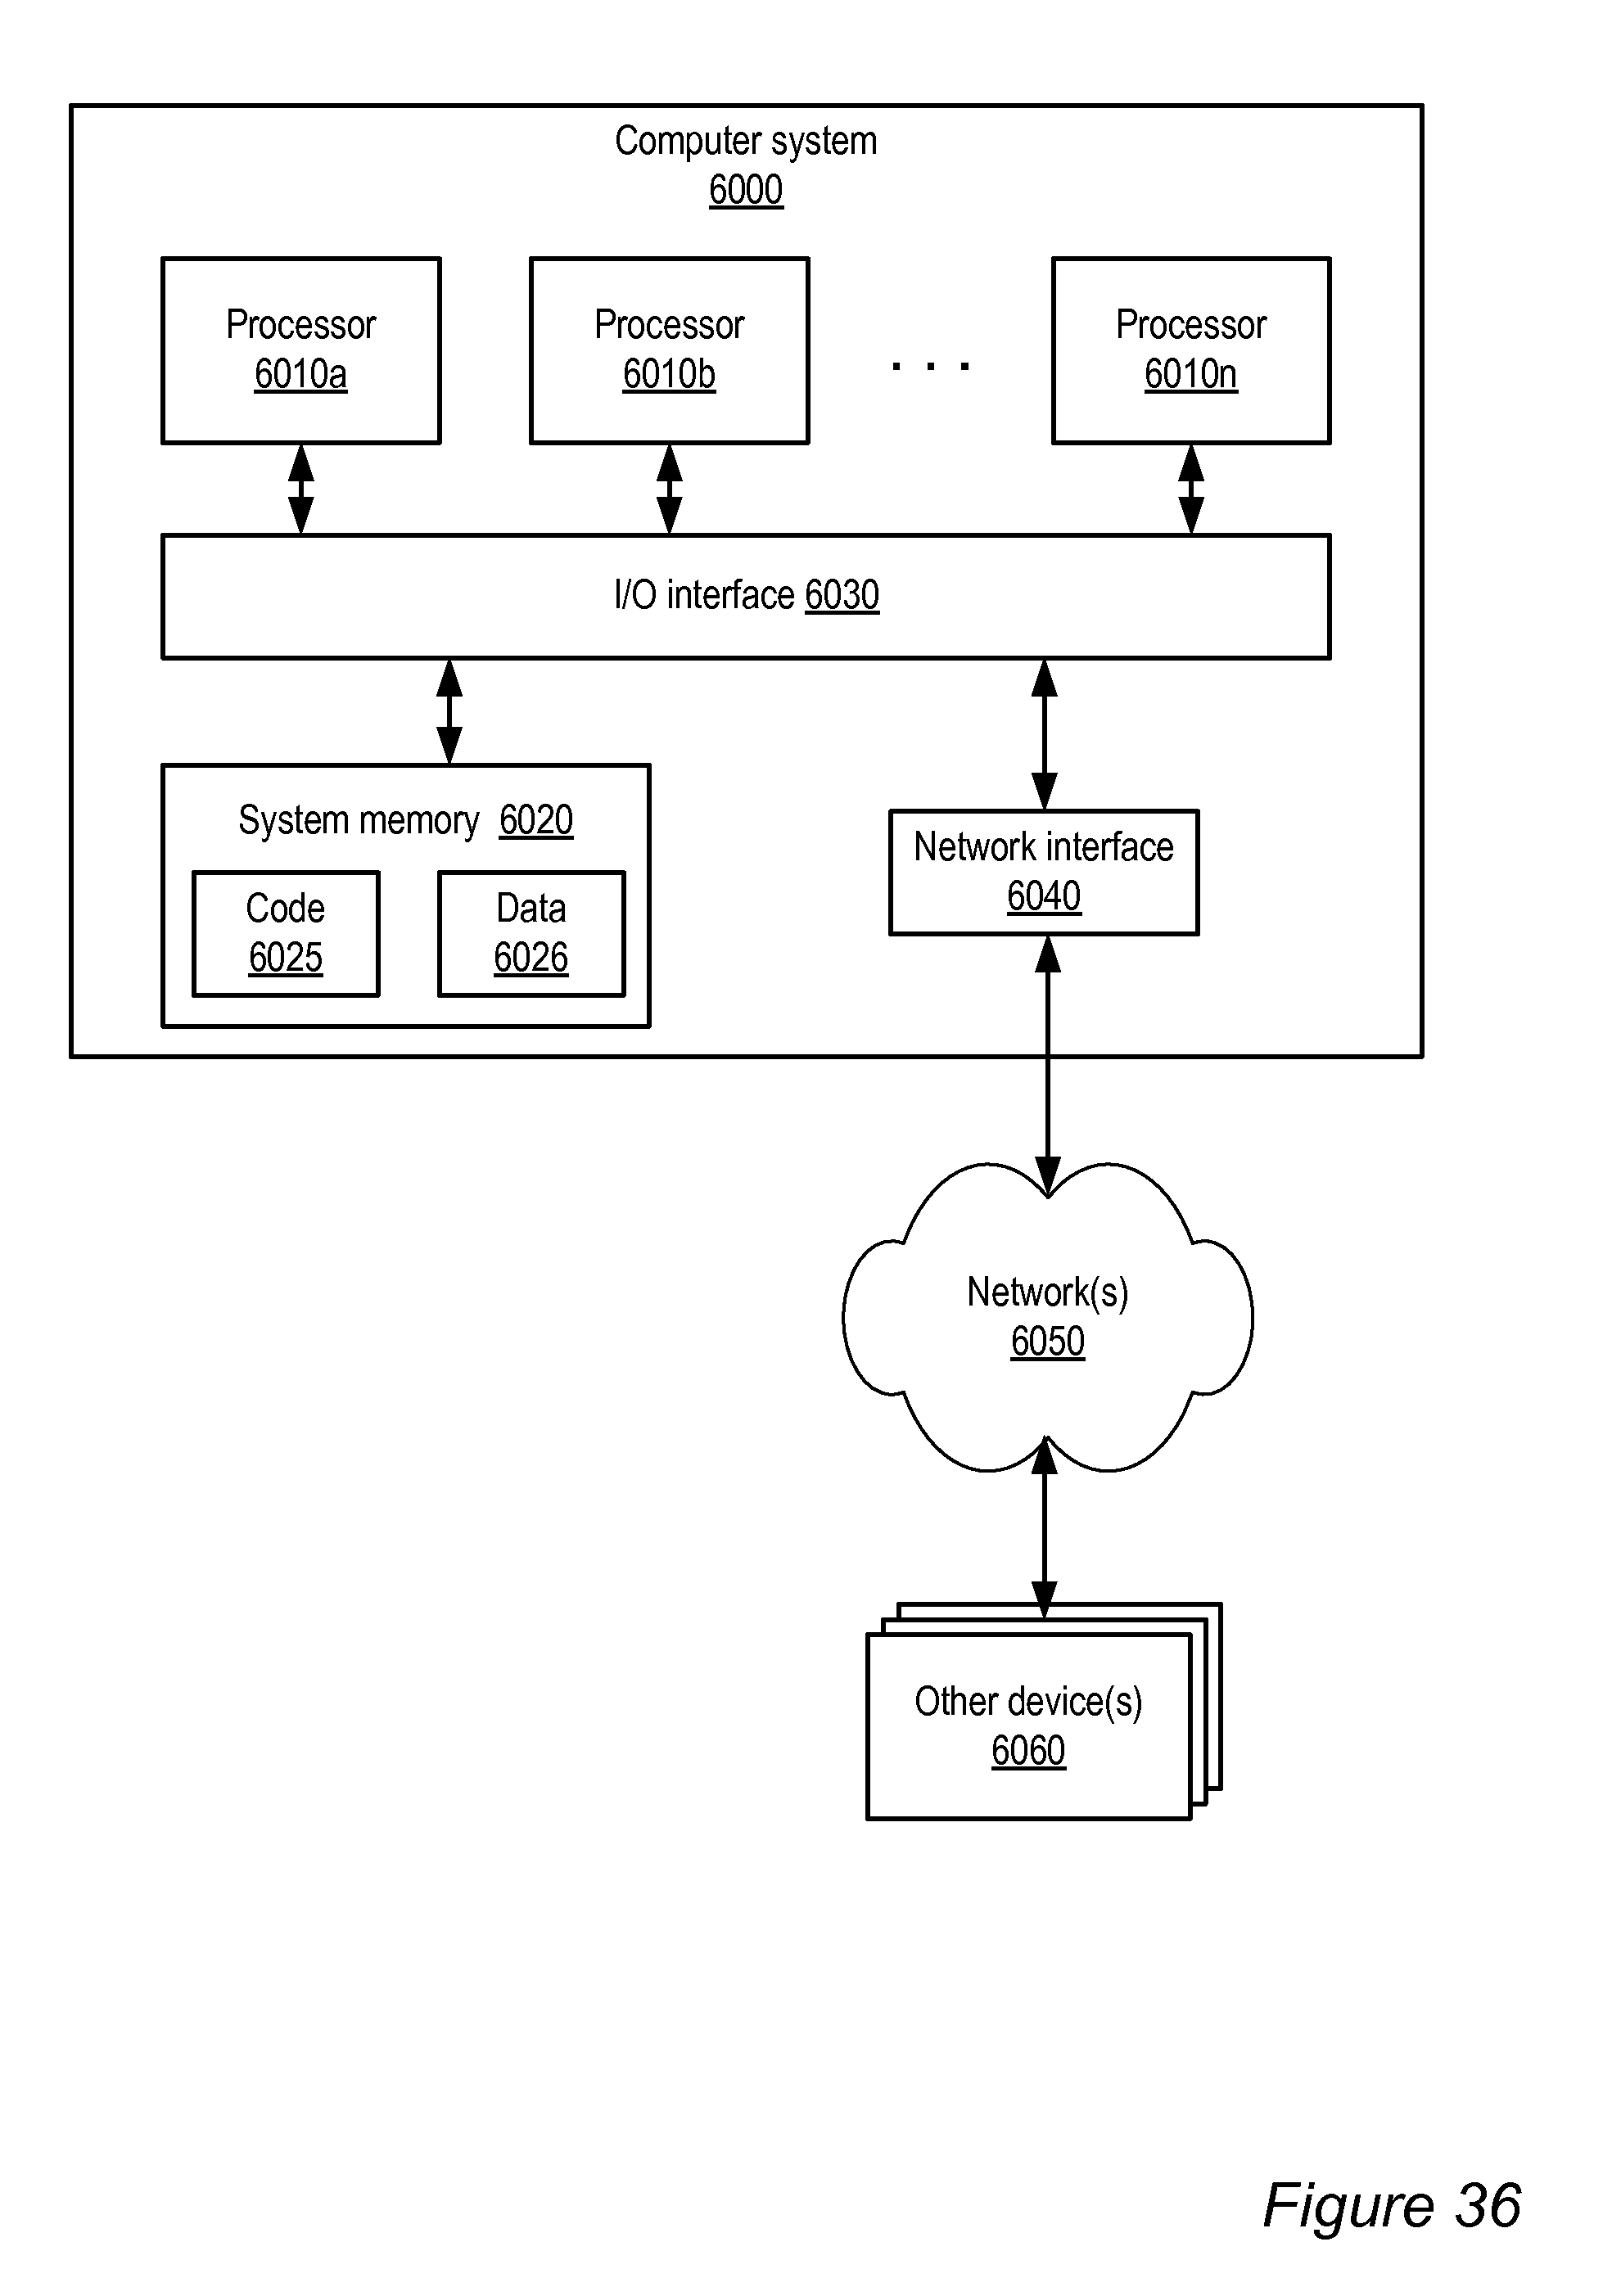 Computer system
6000
Processor
6010a
Processor
6010b
. . .
Processor
6010n
I/O interface 6030
System memory 6020
Code
6025
Data
6026
Network interface
6040
Network(s)
6050
Other device(s)
6060
Figure 36